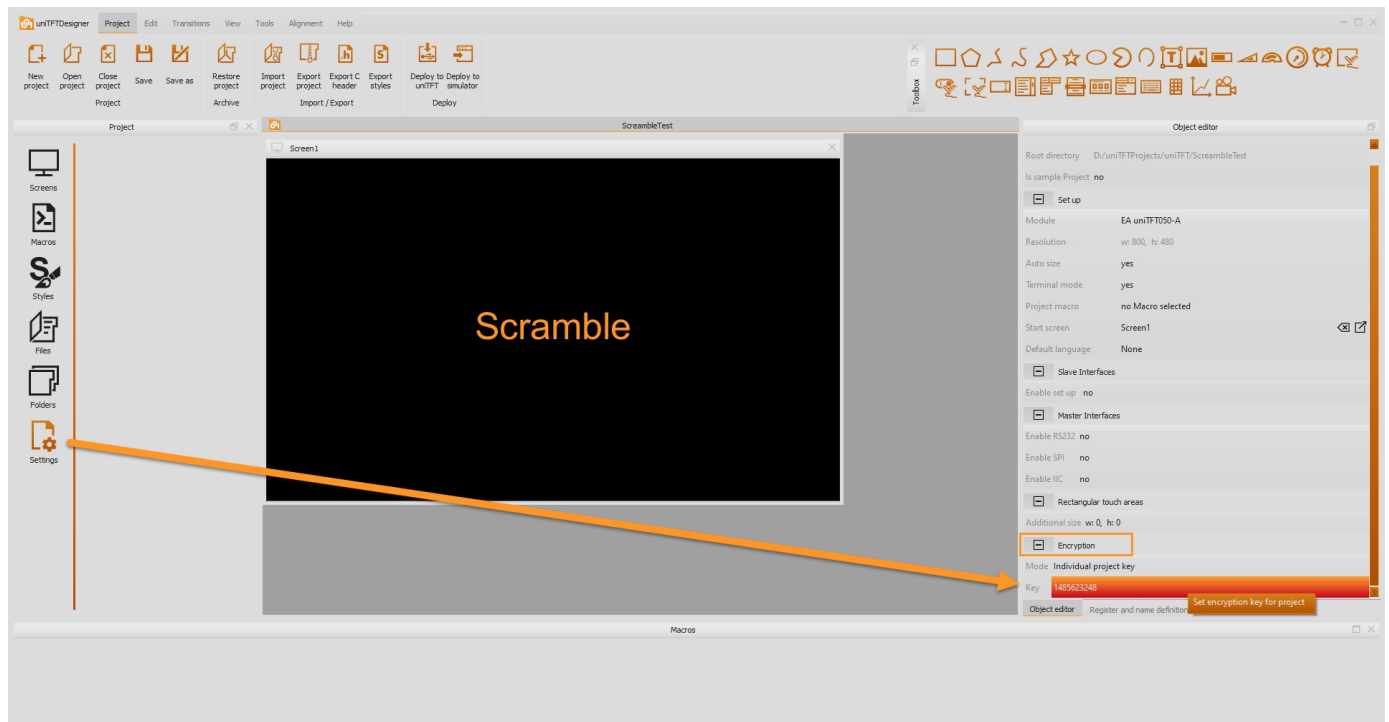 uniTFTDesigner Project Edit Transitions View Tools Alignment Help
New project
Open project
Close project
Save
Save as
Restore project
Import project
Export project
Export C header
Export styles
Deploy to uniTFT
Deploy to simulator
Project
Archive
Import / Export
Deploy
Toolbox
Project
ScreambleTest
Object editor
Screens
Macros
Styles
Files
Folders
Settings
Screen1
Scramble
Root directory D:/uniTFTProjects/uniTFT/ScreambleTest
Is sample Project no
Set up
Module EA uniTFT050-A
Resolution w: 800, h: 480
Auto size yes
Terminal mode yes
Project macro no Macro selected
Start screen Screen1
Default language None
Slave Interfaces
Enable set up no
Master Interfaces
Enable RS232 no
Enable SPI no
Enable IIC no
Rectangular touch areas
Additional size w: 0, h: 0
Encryption
Mode Individual project key
Key 1485623248
Set encryption key for project
Object editor Register and name definition
Macros